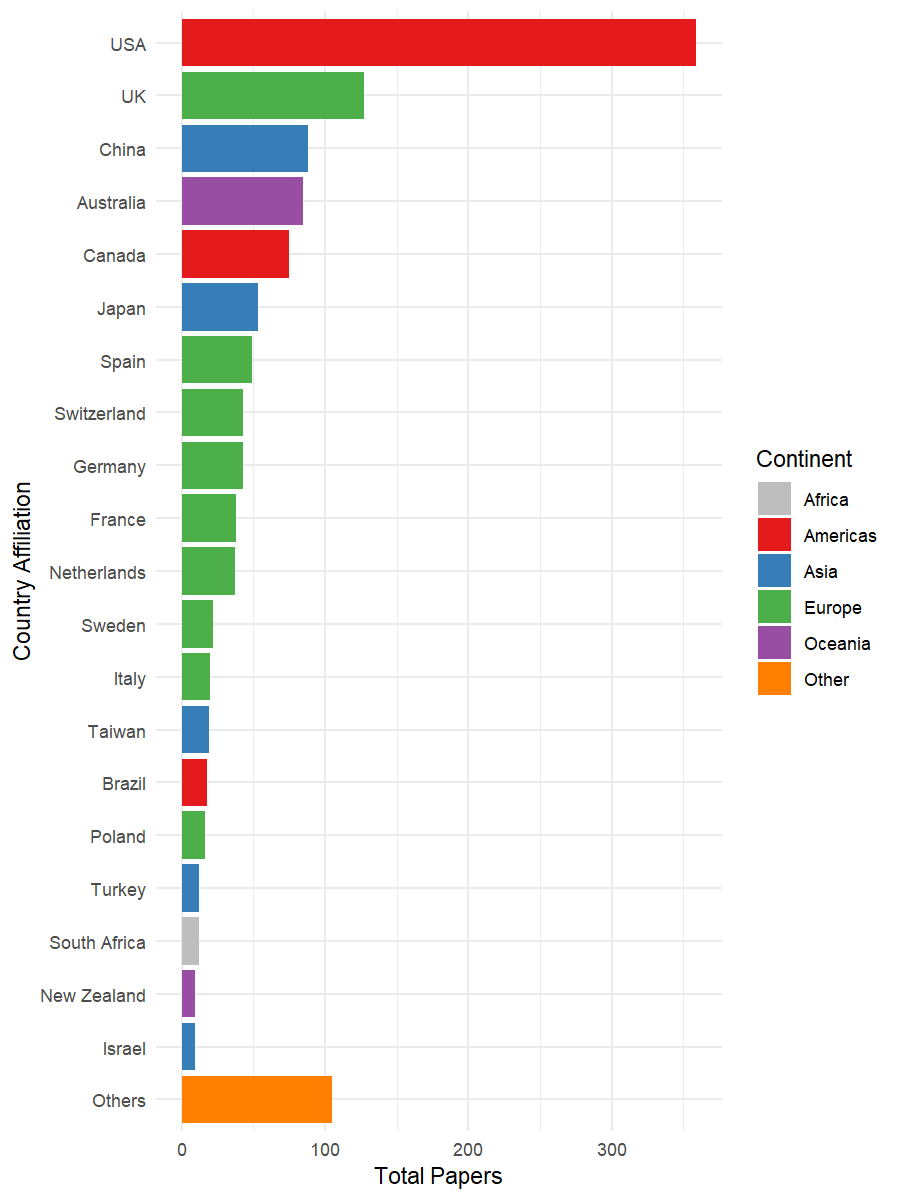 USA
UK
China
Australia
Canada
Japan
Spain
Switzerland
Germany
France
Netherlands
Sweden
Italy
Taiwan
Brazil
Poland
Turkey
South Africa
New Zealand
Israel
Others
Country Affiliation
0 100 200 300
Total Papers
Continent
Africa
Americas
Asia
Europe
Oceania
Other